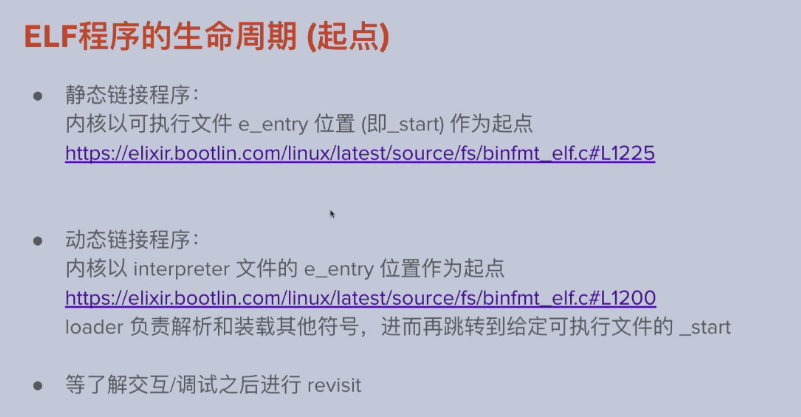 ELF程序的生命周期 (起点)
● 静态链接程序：
内核以可执行文件 e_entry 位置 (即_start) 作为起点
https://elixir.bootlin.com/linux/latest/source/fs/binfmt_elf.c#L1225
● 动态链接程序：
内核以 interpreter 文件的 e_entry 位置作为起点
https://elixir.bootlin.com/linux/latest/source/fs/binfmt_elf.c#L1200
loader 负责解析和装载其他符号，进而再跳转到给定可执行文件的 _start
● 等了解交互/调试之后进行 revisit